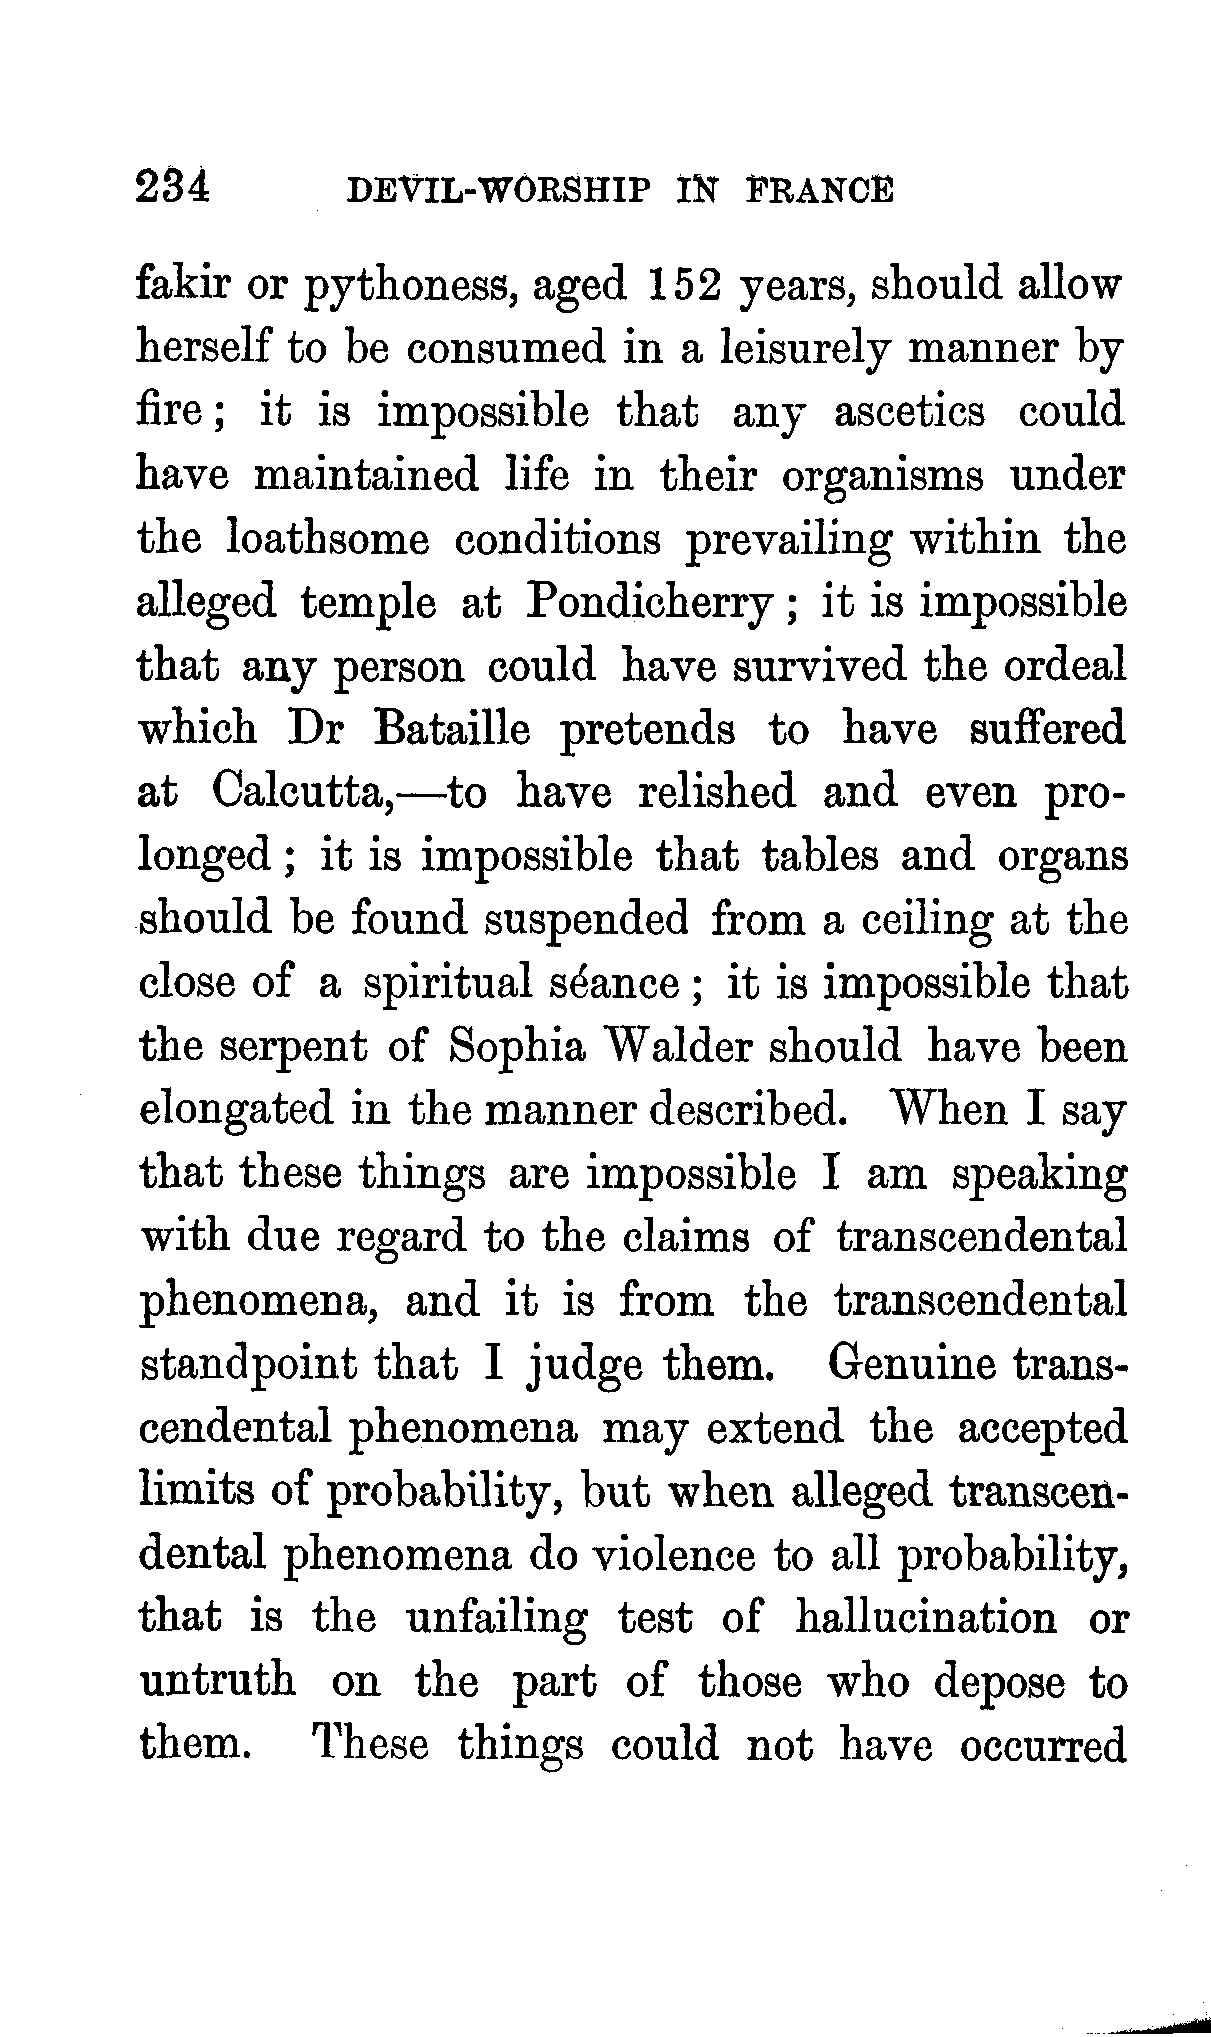 234 DEVIL-WORSHIP IN FRANCE
fakir or pythoness, aged 152 years, should allow
herself to be consumed in a leisurely manner by
fire ; it is impossible that any ascetics could
have maintained life in their organisms under
the loathsome conditions prevailing within the
alleged temple at Pondicherry ; it is impossible
that any person could have survived the ordeal
which Dr Bataille pretends to have suffered
at Calcutta,—to have relished and even pro-
longed ; it is impossible that tables and organs
should be found suspended from a ceiling at the
close of a spiritual séance ; it is impossible that
the serpent of Sophia Walder should have been
elongated in the manner described. When I say
that these things are impossible I am speaking
with due regard to the claims of transcendental
phenomena, and it is from the transcendental
standpoint that I judge them. Genuine trans-
cendental phenomena may extend the accepted
limits of probability, but when alleged transcen-
dental phenomena do violence to all probability,
that is the unfailing test of hallucination or
untruth on the part of those who depose to
them. These things could not have occurred